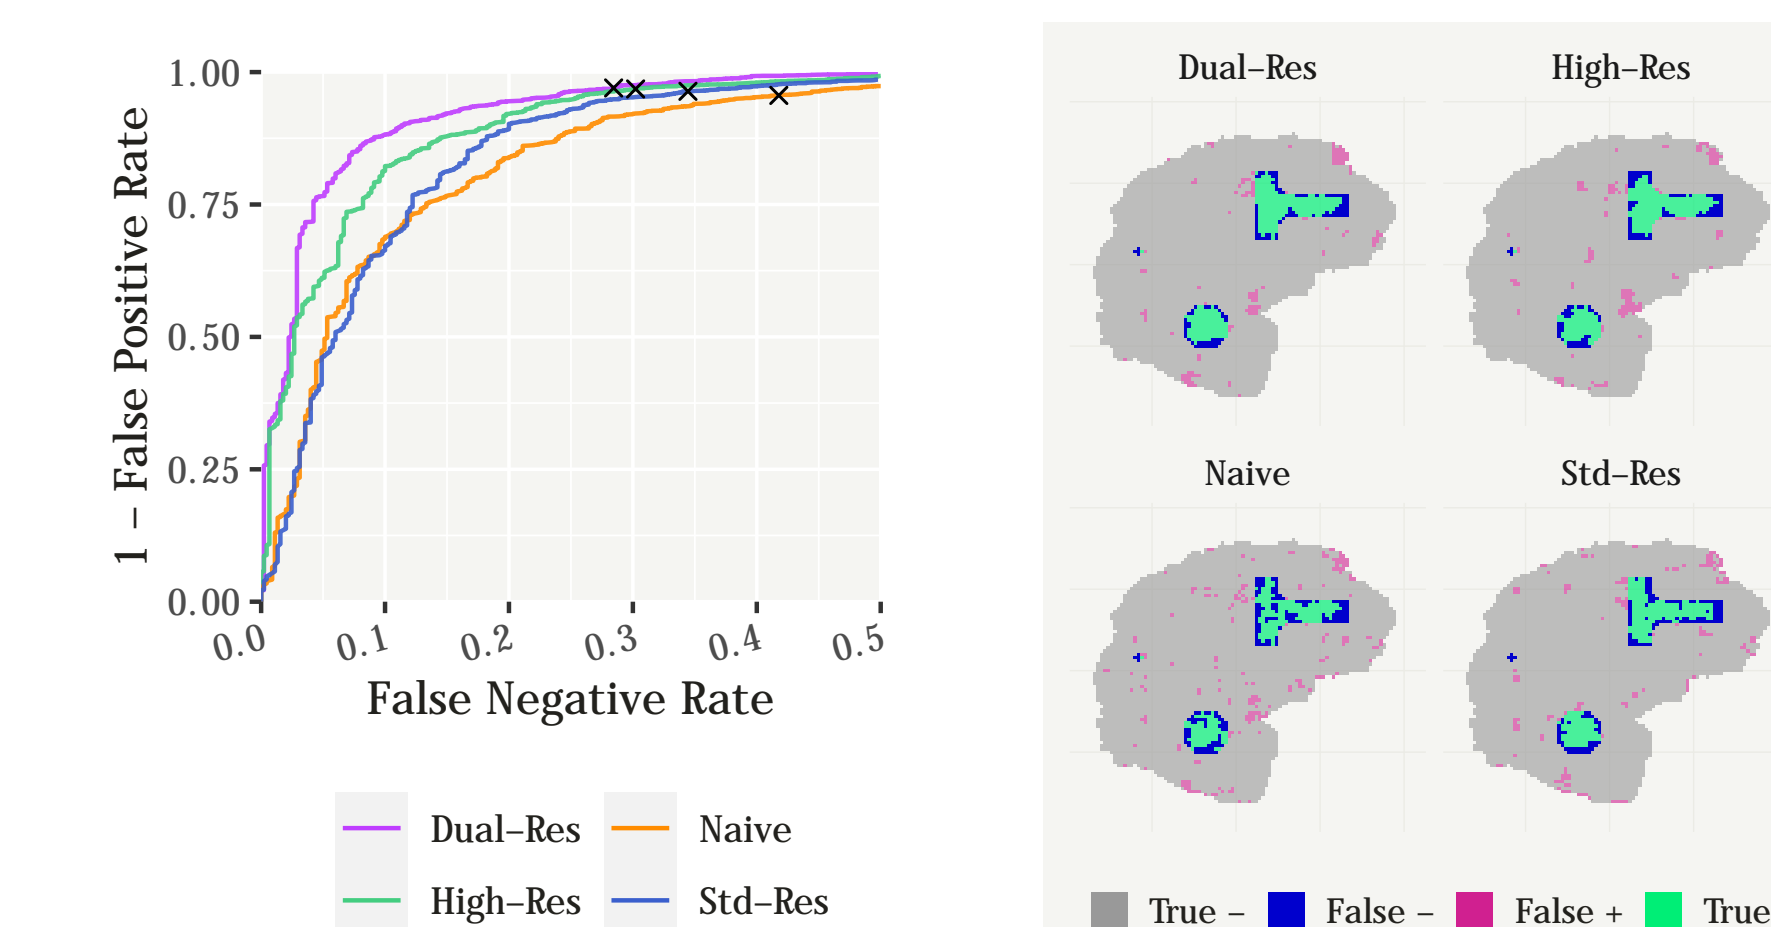 1 – False Positive Rate
1.00
0.75
0.50
0.25
0.00
0.0 0.1 0.2 0.3 0.4 0.5
False Negative Rate
Dual–Res Naive
High–Res Std–Res
Dual–Res High–Res
Naive Std–Res
True – False – False + True